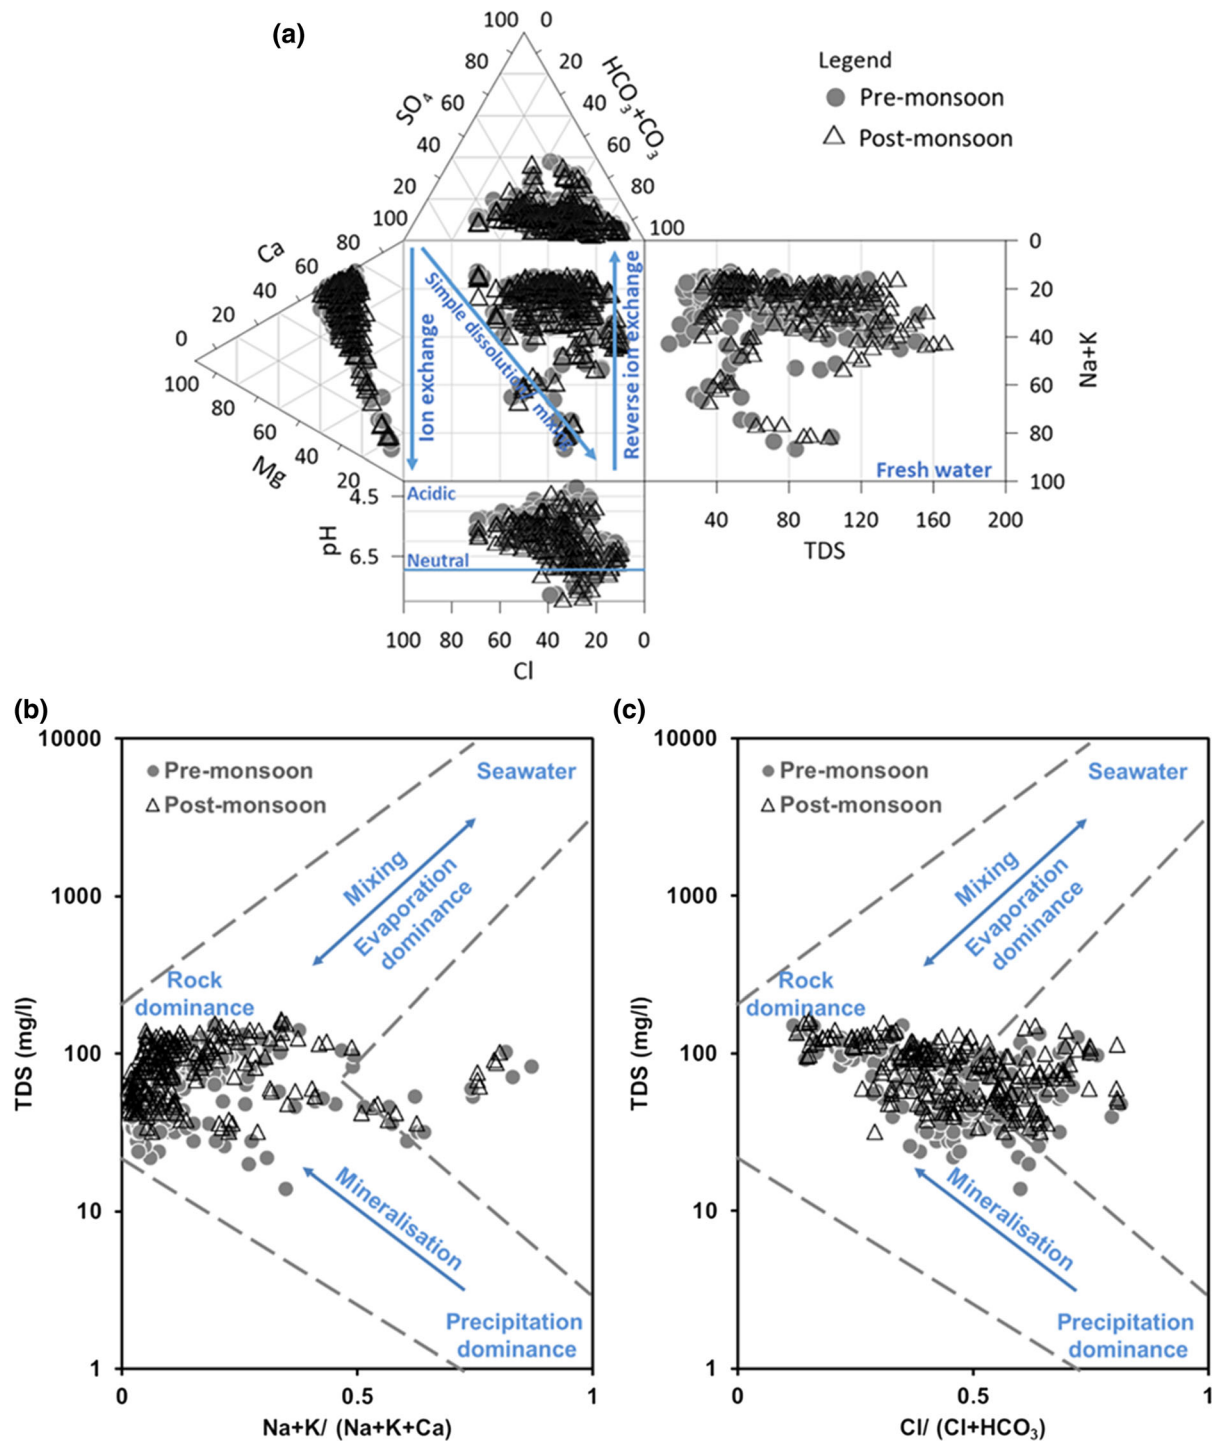 (a)
Legend
Pre-monsoon
Post-monsoon
100 0
80 20
60 40
40 60
20 80
100 100
SO₄
HCO₃+CO₃
Ca
80
60
40
20
0
100
80
60
40
20
Mg
Ion exchange
Simple dissolution/ mixing
Reverse ion exchange
0
20
40
60
80
100
Na+K
Fresh water
40 80 120 160 200
TDS
pH
4.5
6.5
Acidic
Neutral
100 80 60 40 20 0
Cl
(b)
10000
1000
100
10
1
TDS (mg/l)
Pre-monsoon
Post-monsoon
Seawater
Mixing
Evaporation
dominance
Rock
dominance
Mineralisation
Precipitation
dominance
0 0.5 1
Na+K/ (Na+K+Ca)
(c)
10000
1000
100
10
1
TDS (mg/l)
Pre-monsoon
Post-monsoon
Seawater
Mixing
Evaporation
dominance
Rock
dominance
Mineralisation
Precipitation
dominance
0 0.5 1
Cl/ (Cl+HCO₃)